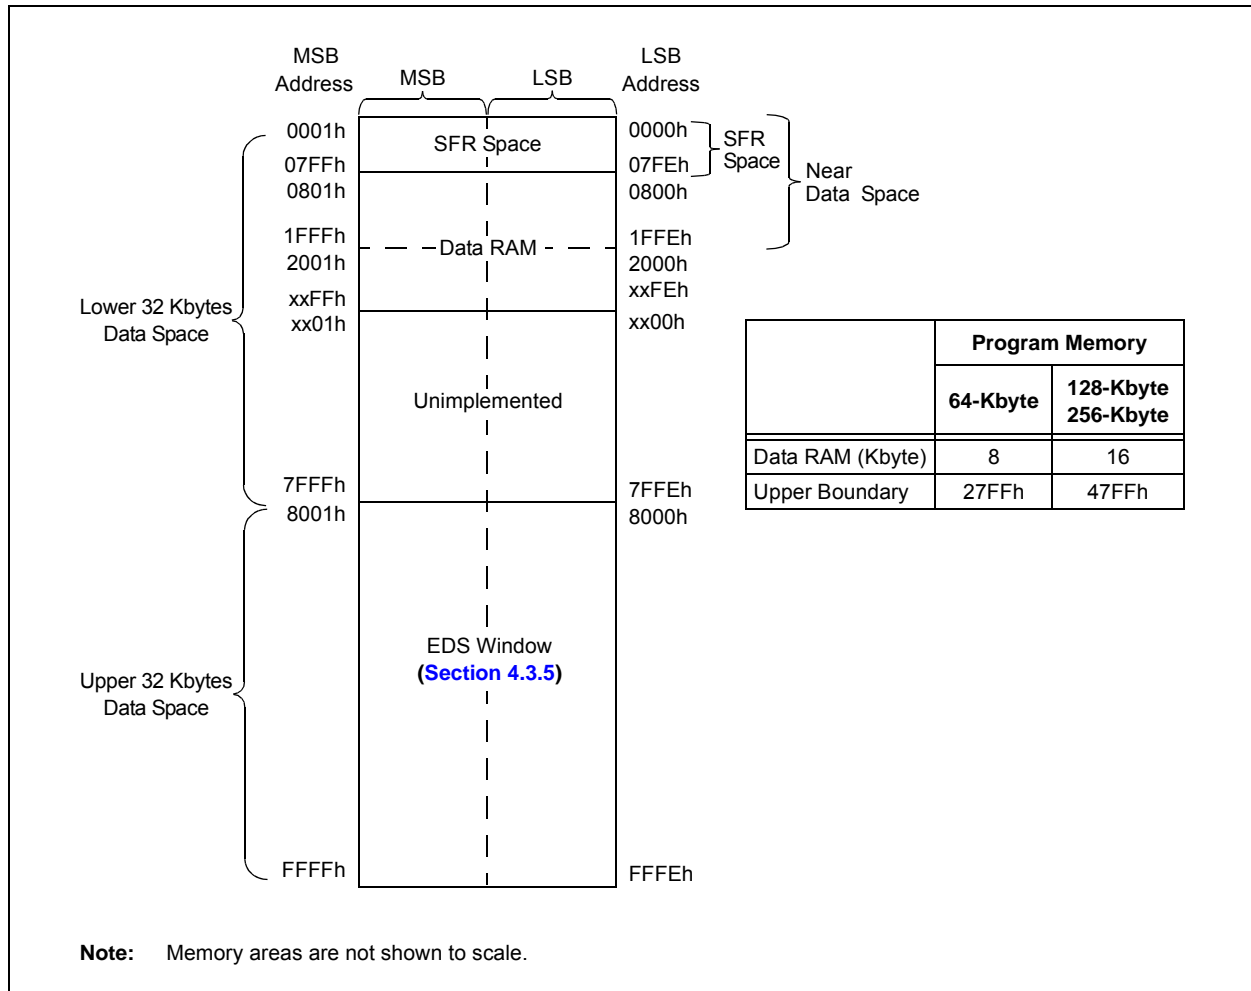 MSB
Address
MSB
LSB
LSB
Address
0001h
SFR Space
0000h
SFR
Space
07FFh
07FEh
Near
Data Space
0801h
0800h
1FFFh
Data RAM
1FFEh
2001h
2000h
xxFFh
xxFEh
Lower 32 Kbytes
Data Space
xx01h
xx00h
Unimplemented
7FFFh
7FFEh
8001h
8000h
EDS Window
(Section 4.3.5)
Upper 32 Kbytes
Data Space
FFFFh
FFFEh
Program Memory
64-Kbyte
128-Kbyte
256-Kbyte
Data RAM (Kbyte) 8 16
Upper Boundary 27FFh 47FFh
Note: Memory areas are not shown to scale.